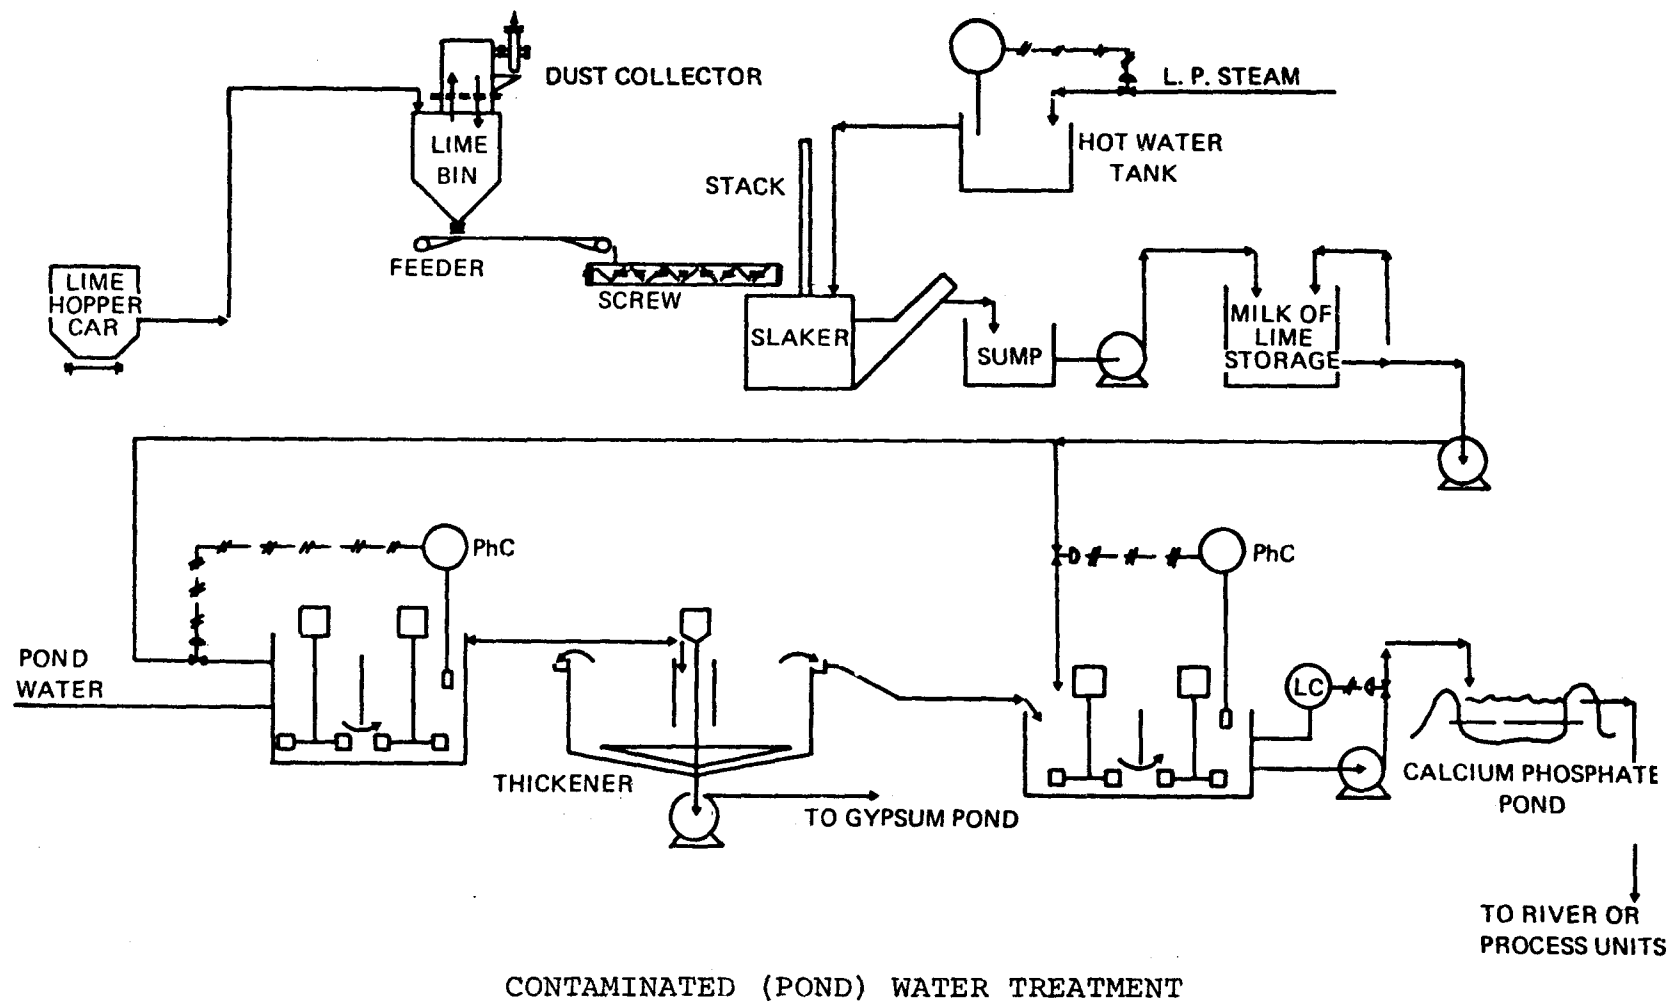 DUST COLLECTOR
L. P. STEAM
LIME
BIN
HOT WATER
TANK
STACK
FEEDER
SCREW
LIME
HOPPER
CAR
SLAKER
SUMP
MILK OF
LIME
STORAGE
PhC
PhC
POND
WATER
LC
THICKENER
TO GYPSUM POND
CALCIUM PHOSPHATE
POND
TO RIVER OR
PROCESS UNITS
CONTAMINATED (POND) WATER TREATMENT